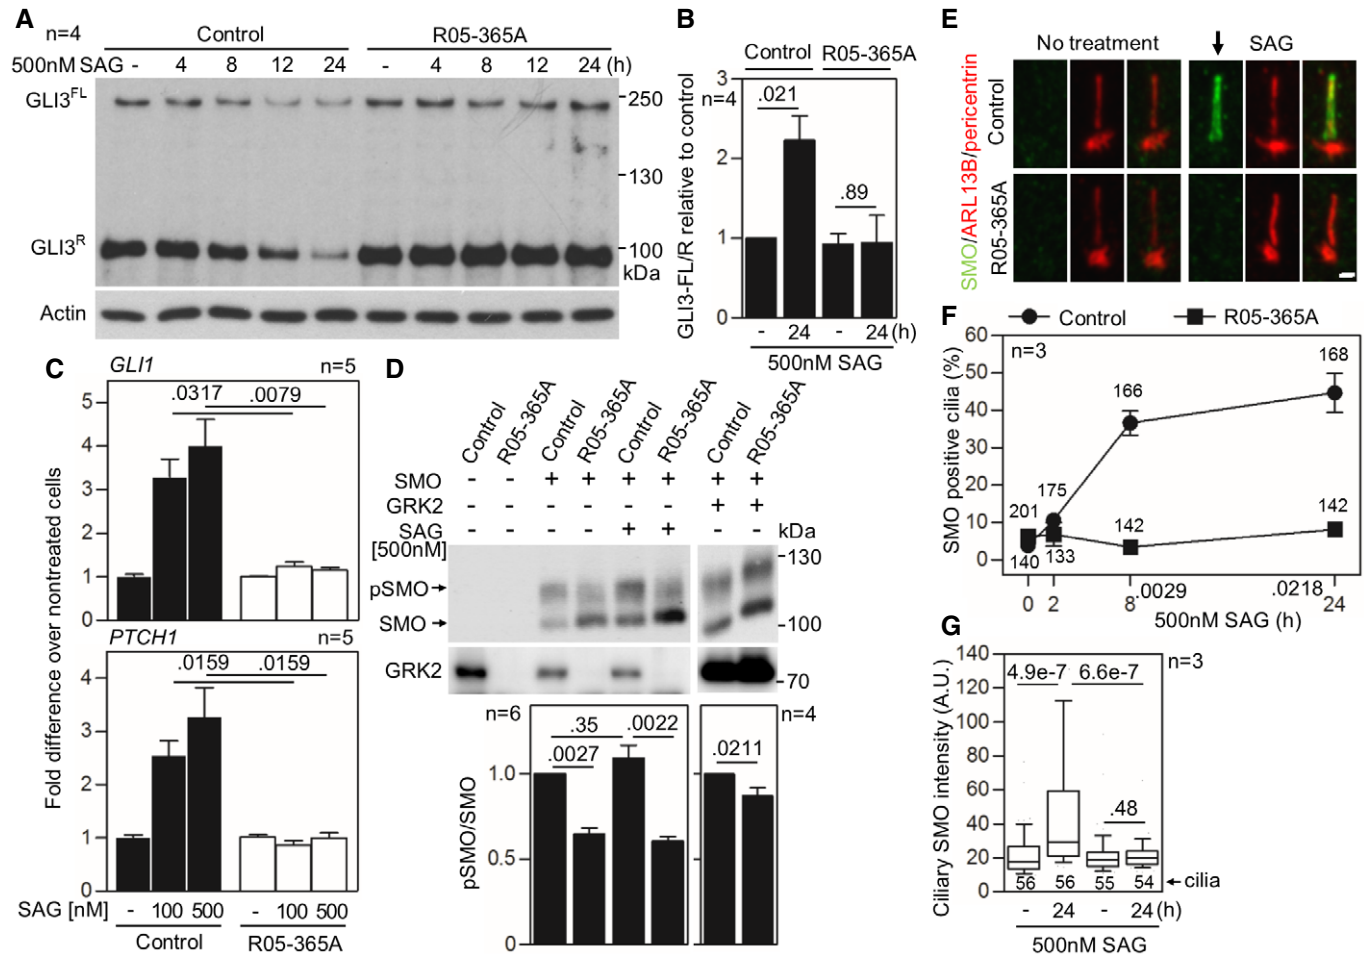 A
n=4
Control
R05-365A
500nM SAG - 4 8 12 24 - 4 8 12 24 (h)
GLI3FL
250
130
GLI3R
100
kDa
Actin
B
Control R05-365A
n=4
.021
.89
3
2
1
0
GLI3-FL/R relative to control
- 24 - 24 (h)
500nM SAG
C
GLI1
n=5
.0317 .0079
5
4
3
2
1
0
PTCH1
n=5
.0159 .0159
4
3
2
1
0
Fold difference over nontreated cells
SAG [nM] - 100 500 - 100 500
Control R05-365A
D
Control R05-365A Control R05-365A Control R05-365A Control R05-365A
SMO - - + + + + + +
GRK2 - - - - - - + +
SAG - - - - + + - -
[500nM]
kDa
130
pSMO
SMO
100
GRK2
70
n=6
.35 .0022
.0027
n=4
.0211
1.0
0.5
0
pSMO/SMO
E
No treatment SAG
Control
R05-365A
SMO/ARL13B/pericentrin
F
Control R05-365A
n=3
60
50
40
30
20
10
0
SMO positive cilia (%)
168
166
175
201
142
142
140
133
.0029
.0218
0 2 8 24
500nM SAG (h)
G
n=3
4.9e-7 6.6e-7
.48
140
120
100
80
60
40
20
0
Ciliary SMO intensity (A.U.)
56 56 55 54 cilia
- 24 - 24 (h)
500nM SAG